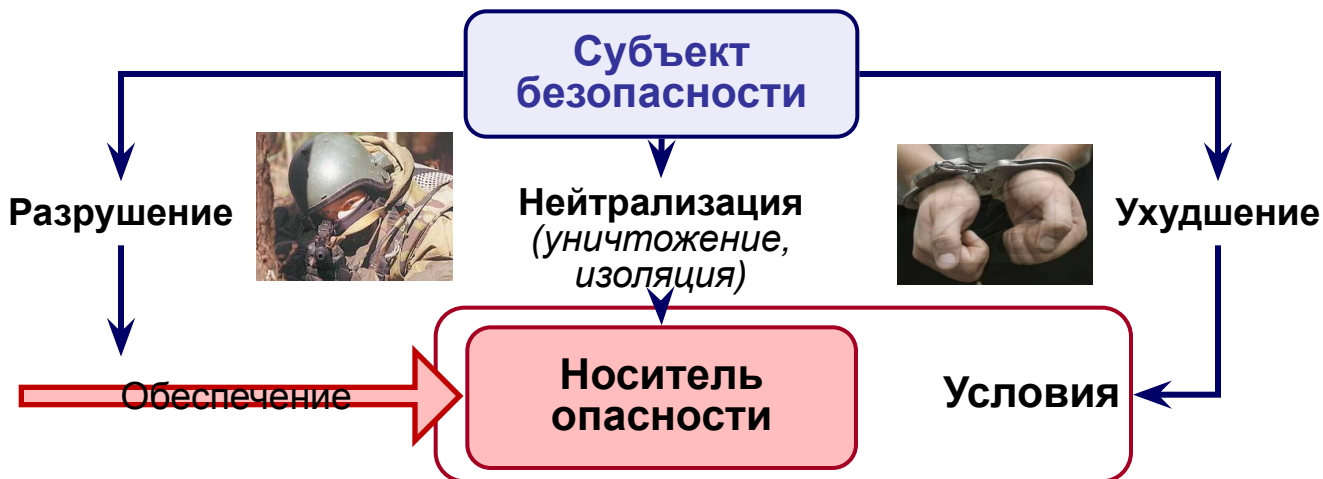 Субъект
безопасности
Разрушение
Нейтрализация
(уничтожение,
изоляция)
Ухудшение
Обеспечение
Носитель
опасности
Условия